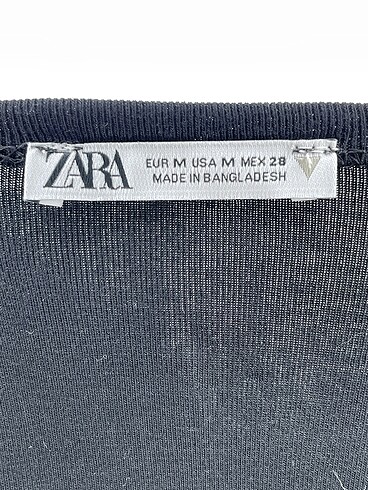 ZARA
EUR M USA M MEX 28
MADE IN BANGLADESH